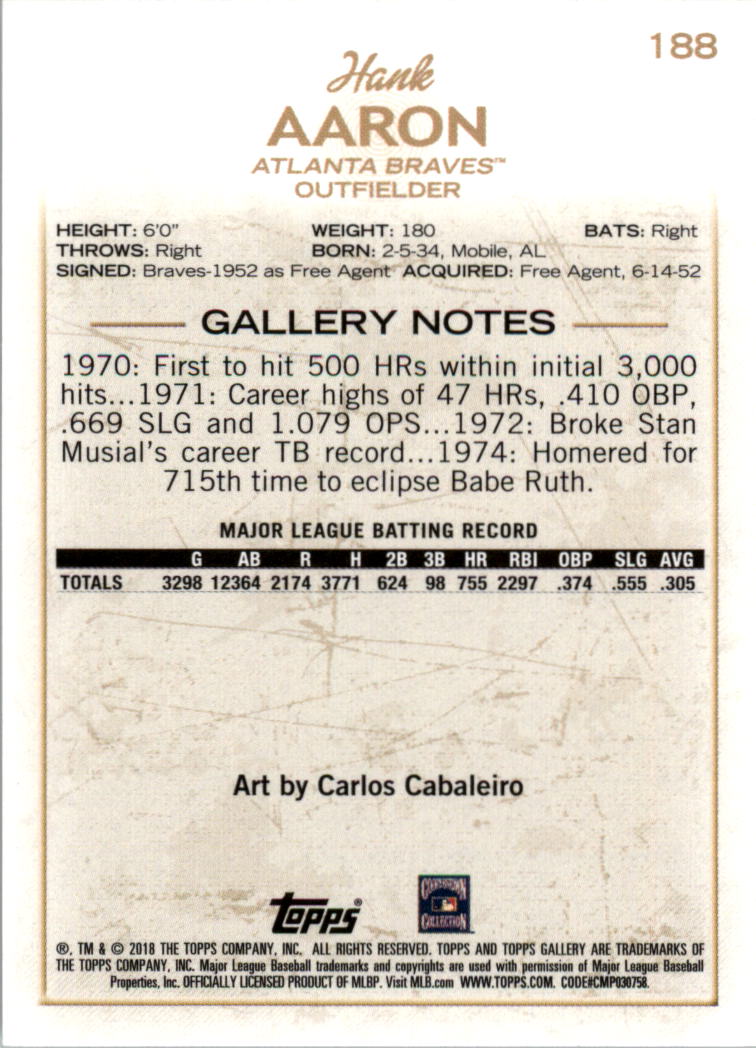 188
Hank
AARON
ATLANTA BRAVES™
OUTFIELDER
HEIGHT: 6'0" WEIGHT: 180 BATS: Right
THROWS: Right BORN: 2-5-34, Mobile, AL
SIGNED: Braves-1952 as Free Agent ACQUIRED: Free Agent, 6-14-52
GALLERY NOTES
1970: First to hit 500 HRs within initial 3,000
hits...1971: Career highs of 47 HRs, .410 OBP,
.669 SLG and 1.079 OPS...1972: Broke Stan
Musial's career TB record...1974: Homered for
715th time to eclipse Babe Ruth.
MAJOR LEAGUE BATTING RECORD
G AB R H 2B 3B HR RBI OBP SLG AVG
TOTALS 3298 12364 2174 3771 624 98 755 2297 .374 .555 .305
Art by Carlos Cabaleiro
topps®
COOPERSTOWN
COLLECTION
®, TM & © 2018 THE TOPPS COMPANY, INC. ALL RIGHTS RESERVED. TOPPS AND TOPPS GALLERY ARE TRADEMARKS OF
THE TOPPS COMPANY, INC. Major League Baseball trademarks and copyrights are used with permission of Major League Baseball
Properties, Inc. OFFICIALLY LICENSED PRODUCT OF MLBP. Visit MLB.com WWW.TOPPS.COM. CODE#CMP030758.